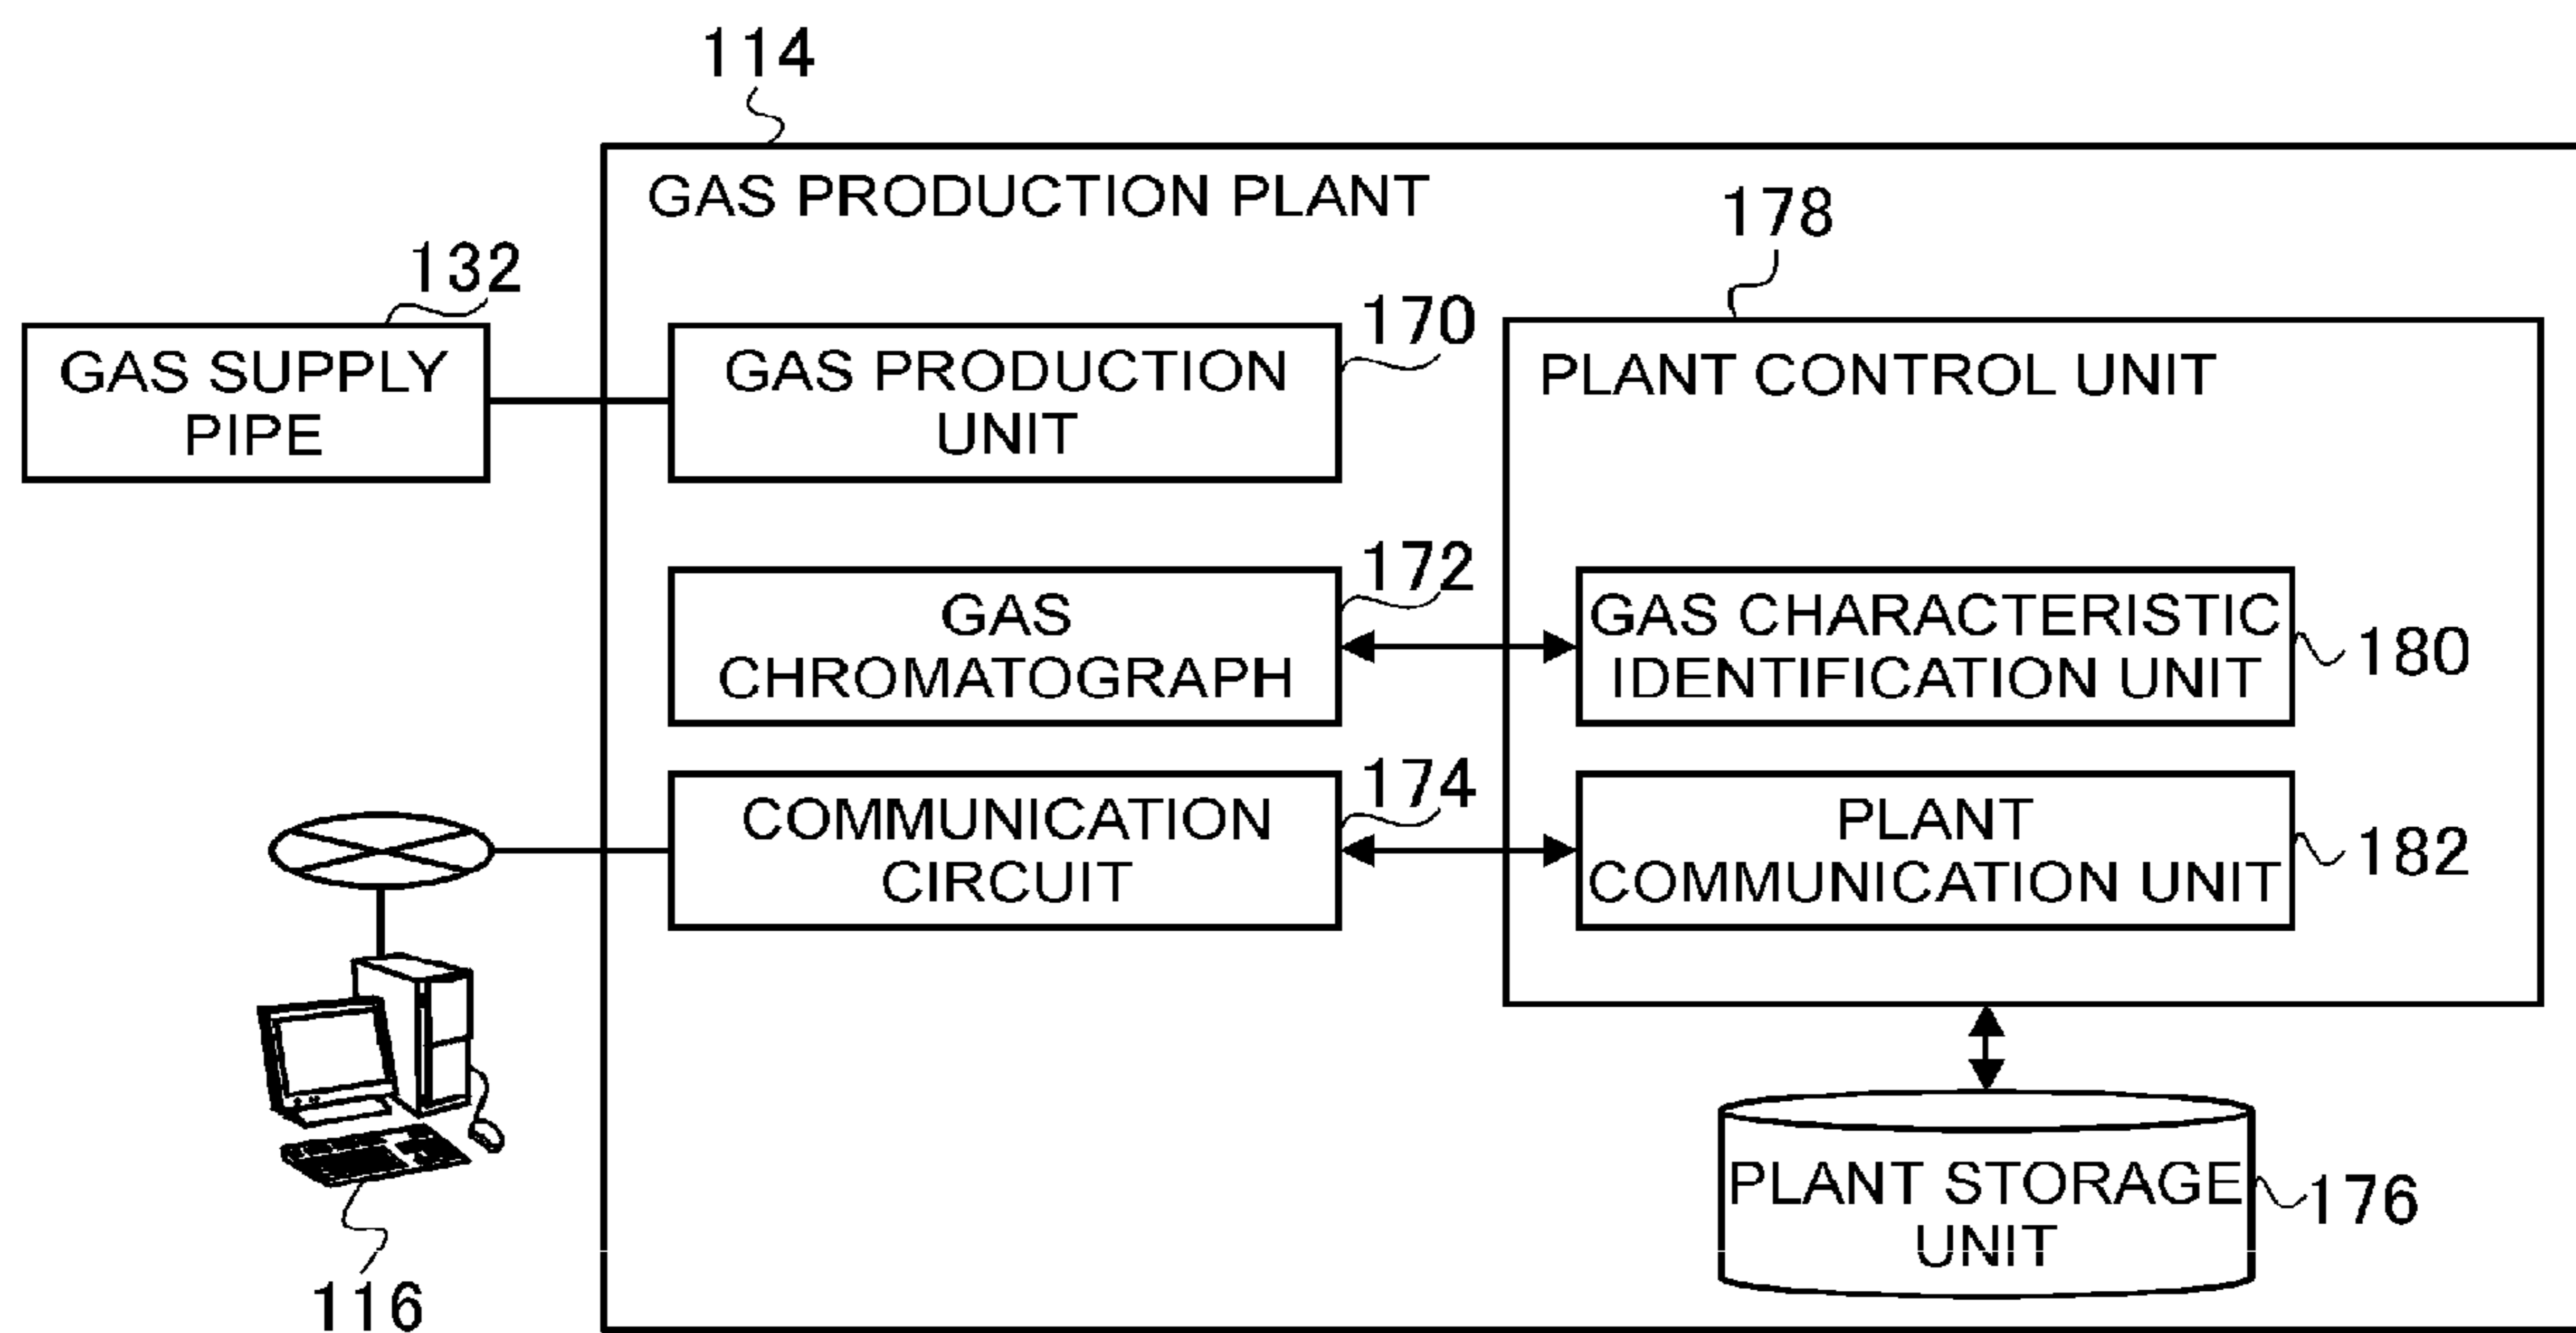 114
GAS PRODUCTION PLANT
178
132
170
GAS SUPPLY
PIPE
GAS PRODUCTION
UNIT
PLANT CONTROL UNIT
172
GAS
CHROMATOGRAPH
GAS CHARACTERISTIC
IDENTIFICATION UNIT
180
174
COMMUNICATION
CIRCUIT
PLANT
COMMUNICATION UNIT
182
PLANT STORAGE
UNIT
176
116